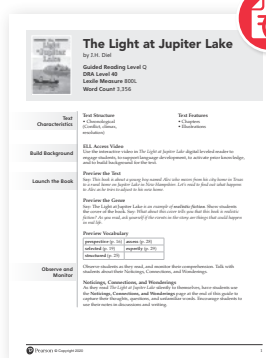 The Light at Jupiter Lake
by J.H. Diel
Guided Reading Level Q
DRA Level 40
Lexile Measure 800L
Word Count 3,356
Text Characteristics
Text Structure
• Chronological
(Conflict, climax,
resolution)
Text Features
• Chapters
• Illustrations
Build Background
ELL Access Video
Use the interactive video in The Light at Jupiter Lake digital leveled reader to
engage students, to support language development, to activate prior knowledge,
and to build background for the text.
Launch the Book
Preview the Text
Say: This book is about a young boy named Alec who moves from his city home in Texas
to a rural home on Jupiter Lake in New Hampshire. Let's read to find out what happens
to Alec as he tries to adjust to his new home.
Preview the Genre
Say: The Light at Jupiter Lake is an example of realistic fiction. Show students
the cover of the book. Say: What about this cover tells you that this book is realistic
fiction? As you read, ask yourself if the events in the story are things that could happen
in real life.
Preview Vocabulary
perspective (p. 16) access (p. 28)
selected (p. 19) expertly (p. 29)
structured (p. 25)
Observe and Monitor
Observe students as they read, and monitor their comprehension. Talk with
students about their Noticings, Connections, and Wonderings.
Noticings, Connections, and Wonderings
As they read The Light at Jupiter Lake silently to themselves, have students use
the Noticings, Connections, and Wonderings page at the end of this guide to
capture their thoughts, questions, and unfamiliar words. Encourage students to
use their notes in discussions and writing.
Pearson © Copyright 2020
1